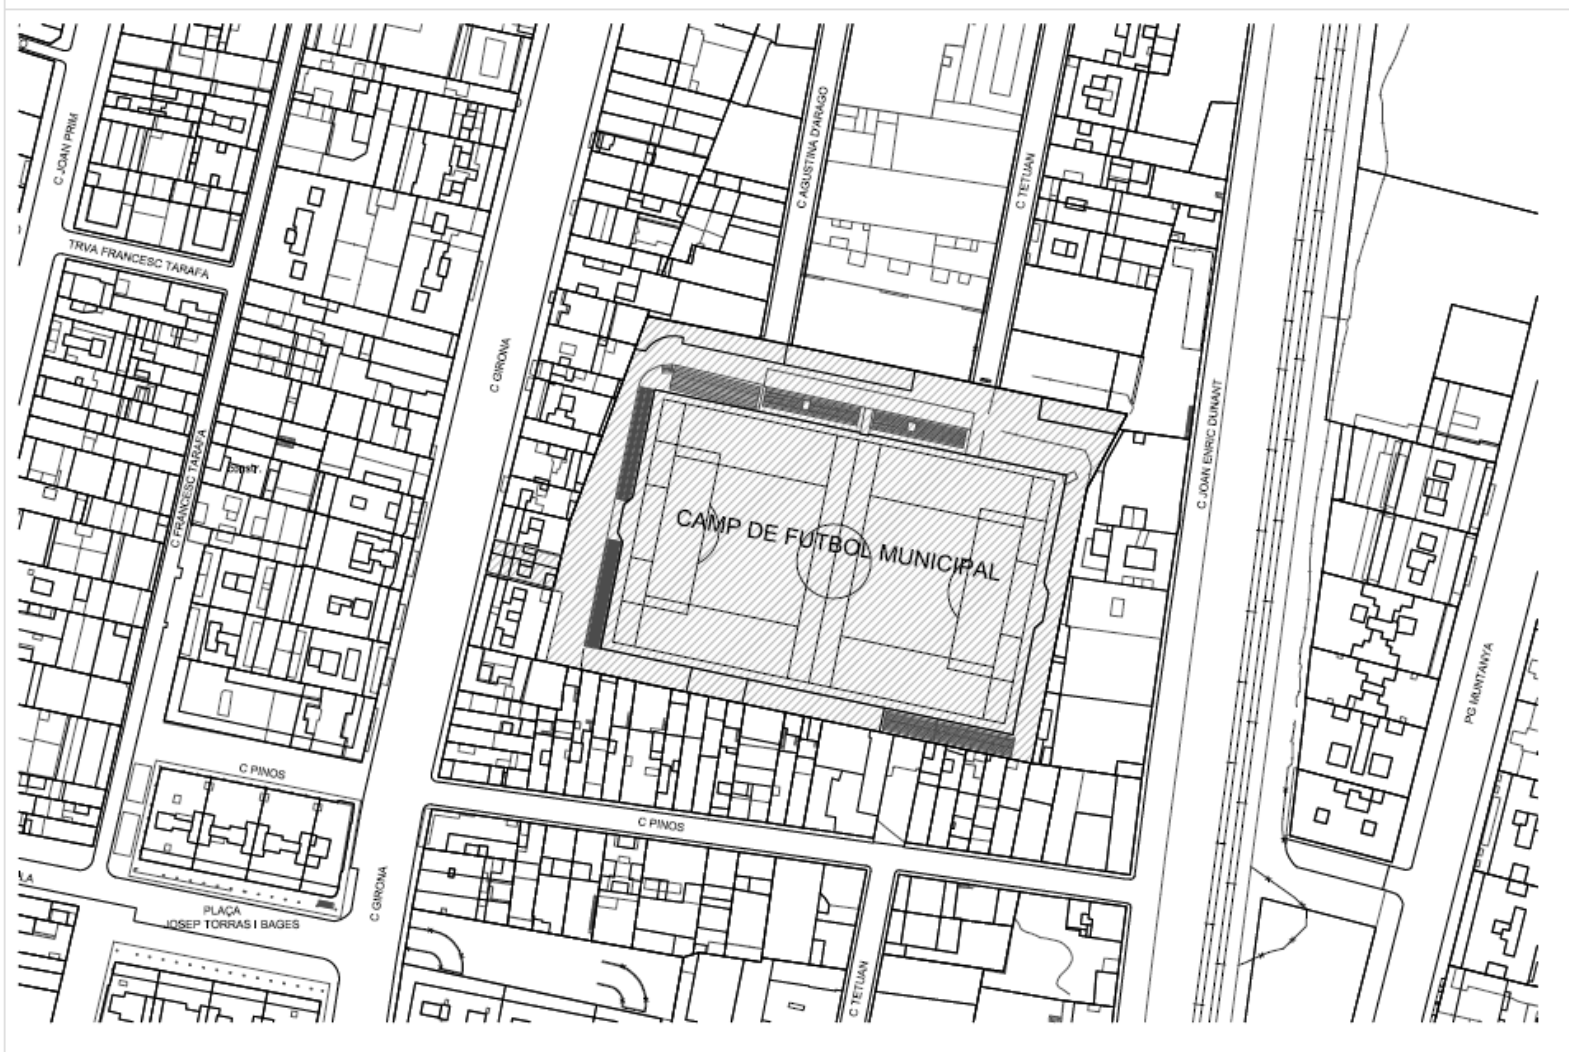 C JOAN PRIM
TRVA FRANCESC TARAFA
C AGUSTINA D'ARAGO
C TETUAN
C GIRONA
C JOAN ENRIC DUNANT
C FRANCESC TARAFA
CAMP DE FUTBOL MUNICIPAL
PG MUNTANYA
C PINOS
C PINOS
C GIRONA
PLAÇA
JOSEP TORRAS I BAGES
C TETUAN